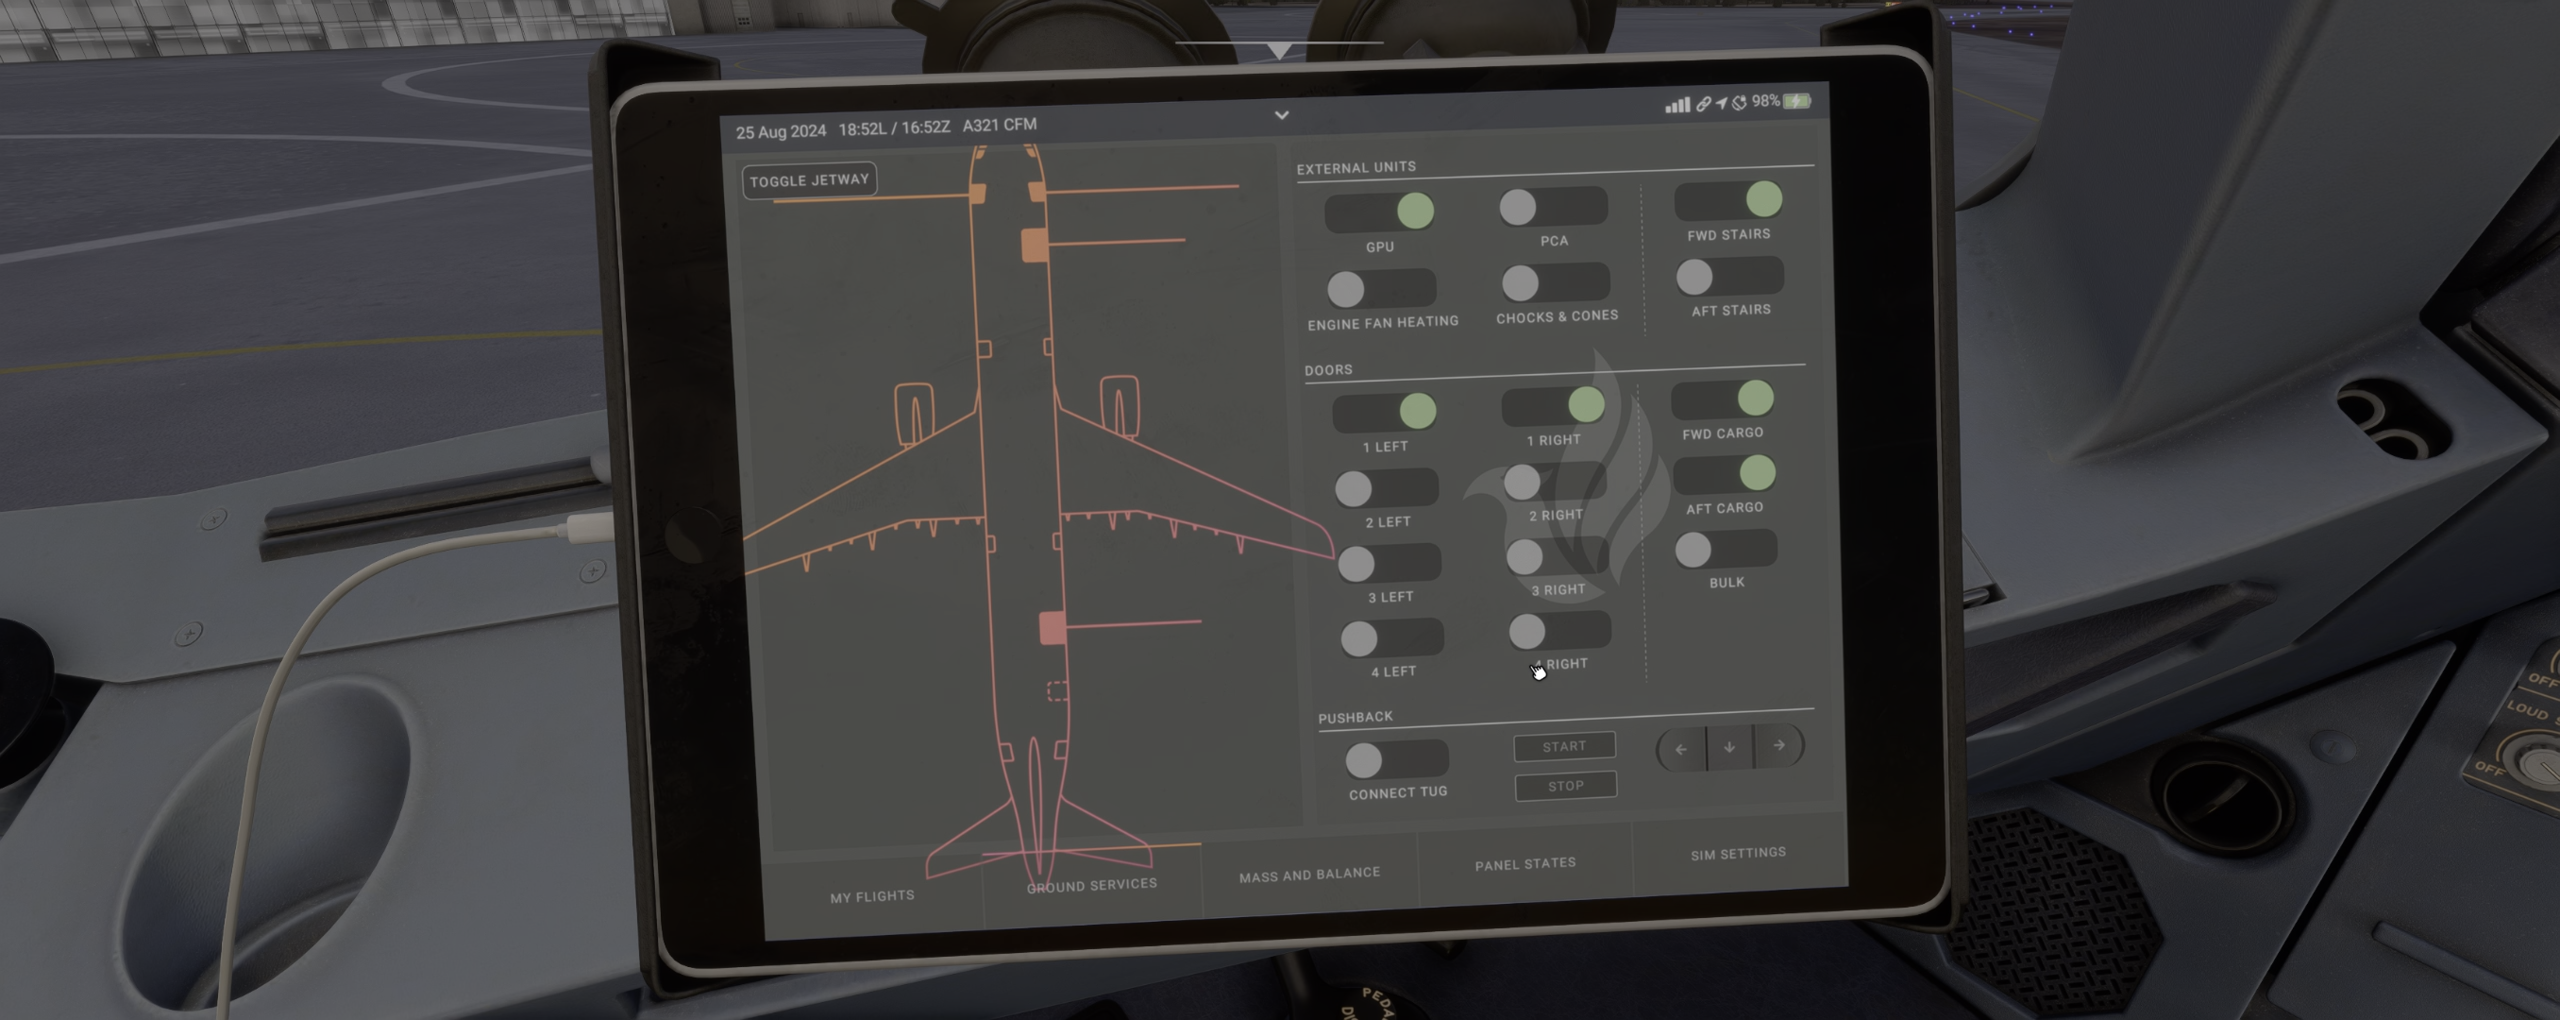 25 Aug 2024 18:52L / 16:52Z A321 CFM
98%
TOGGLE JETWAY
EXTERNAL UNITS
GPU
PCA
FWD STAIRS
ENGINE FAN HEATING
CHOCKS & CONES
AFT STAIRS
DOORS
1 LEFT
1 RIGHT
FWD CARGO
2 LEFT
2 RIGHT
AFT CARGO
3 LEFT
3 RIGHT
BULK
4 LEFT
RIGHT
PUSHBACK
CONNECT TUG
START
STOP
MY FLIGHTS
GROUND SERVICES
MASS AND BALANCE
PANEL STATES
SIM SETTINGS
OFF
LOUD
OFF